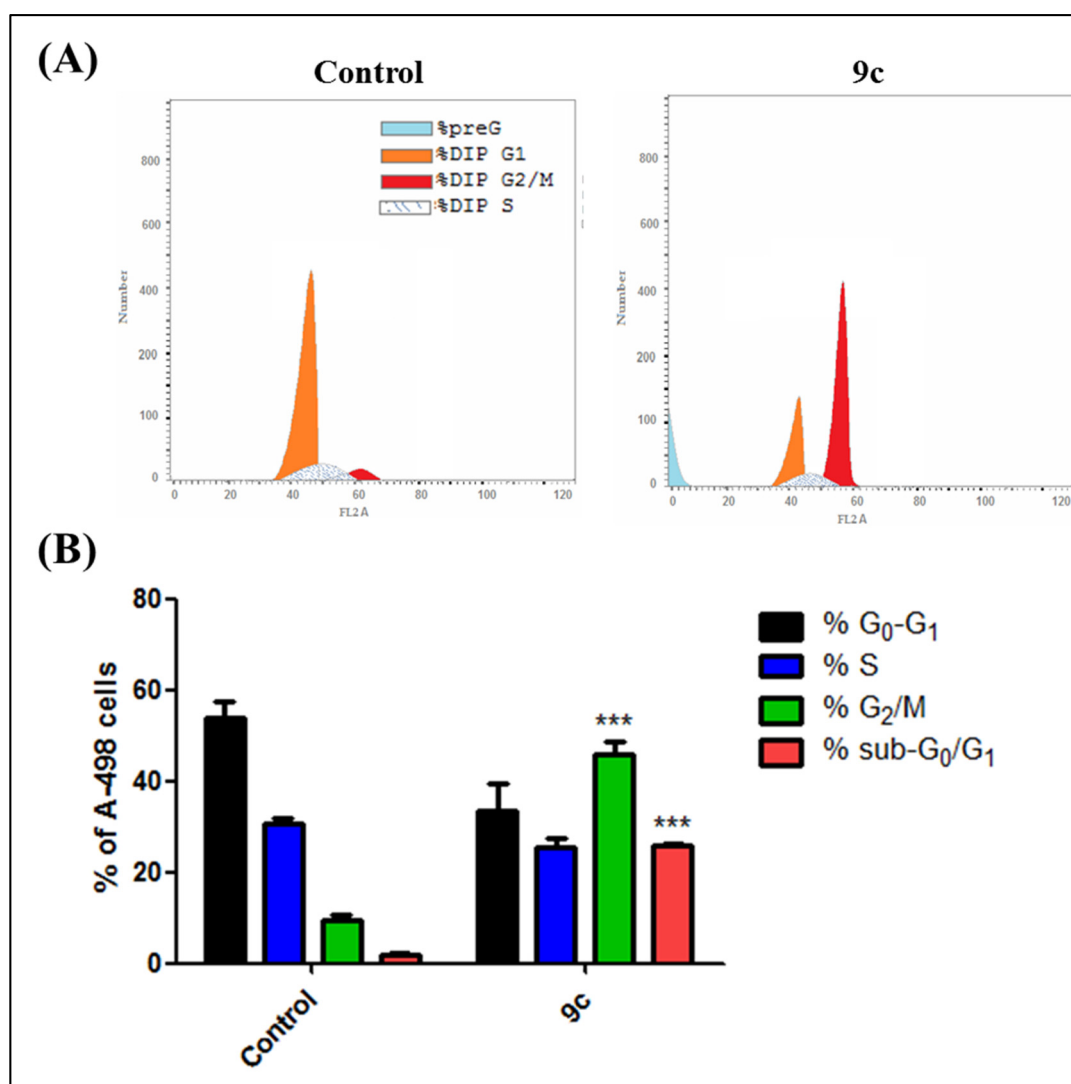 (A)
Control
9c
%preG
%DIP G1
%DIP G2/M
%DIP S
800
600
400
200
100
0
Number
0 20 40 60 80 100 120
FL2A
800
600
400
200
100
0
Number
0 20 40 60 80 100 120
FL2A
(B)
80
60
40
20
0
% of A-498 cells
***
***
Control
9c
% G₀-G₁
% S
% G₂/M
% sub-G₀/G₁